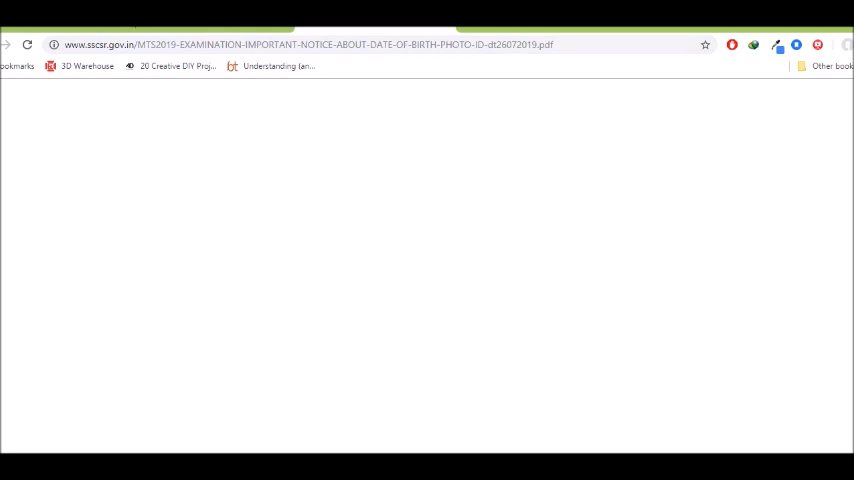 www.sscsr.gov.in/MTS2019-EXAMINATION-IMPORTANT-NOTICE-ABOUT-DATE-OF-BIRTH-PHOTO-ID-dt26072019.pdf
ookmarks 3D Warehouse 20 Creative DIY Proj... Understanding (an... Other book